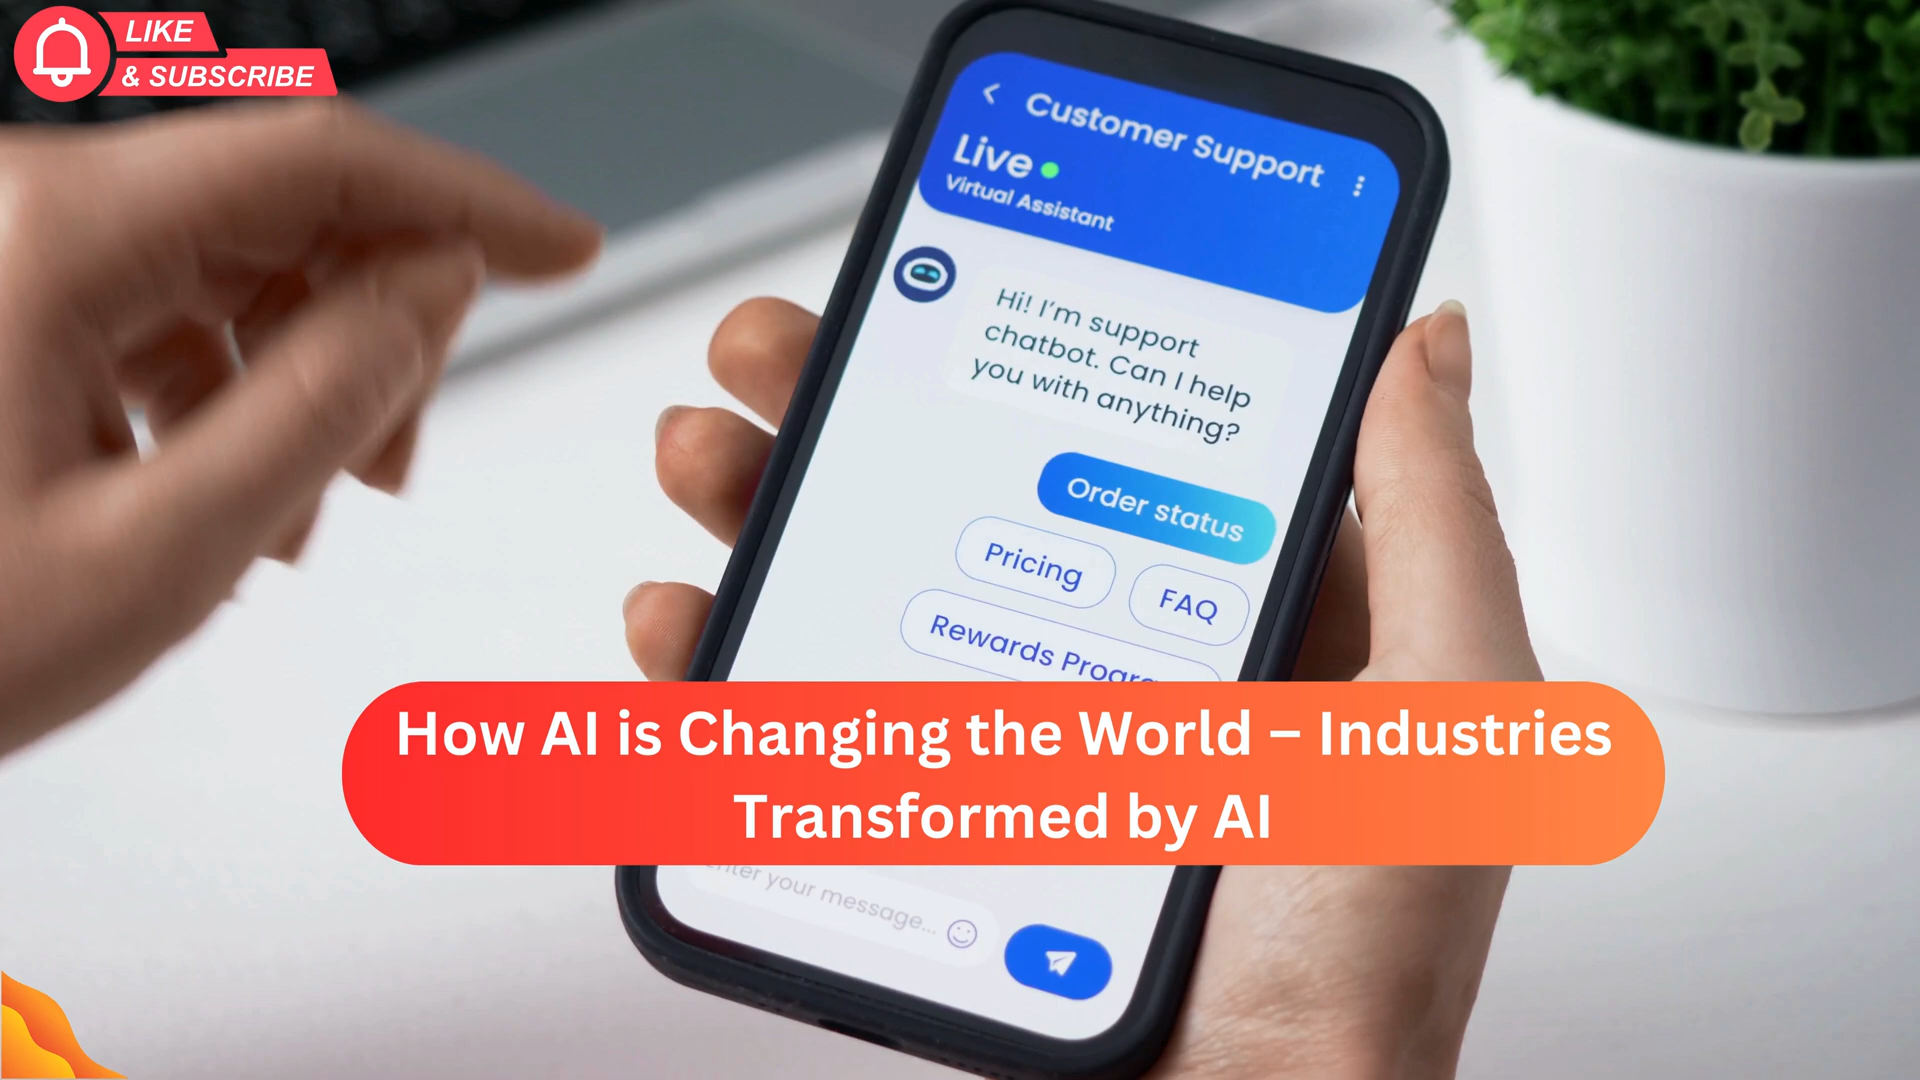 LIKE
& SUBSCRIBE
Customer Support
Live
Virtual Assistant
Hi! I'm support
chatbot. Can I help
you with anything?
Order status
Pricing
FAQ
Rewards
How AI is Changing the World – Industries
Transformed by AI
your message...